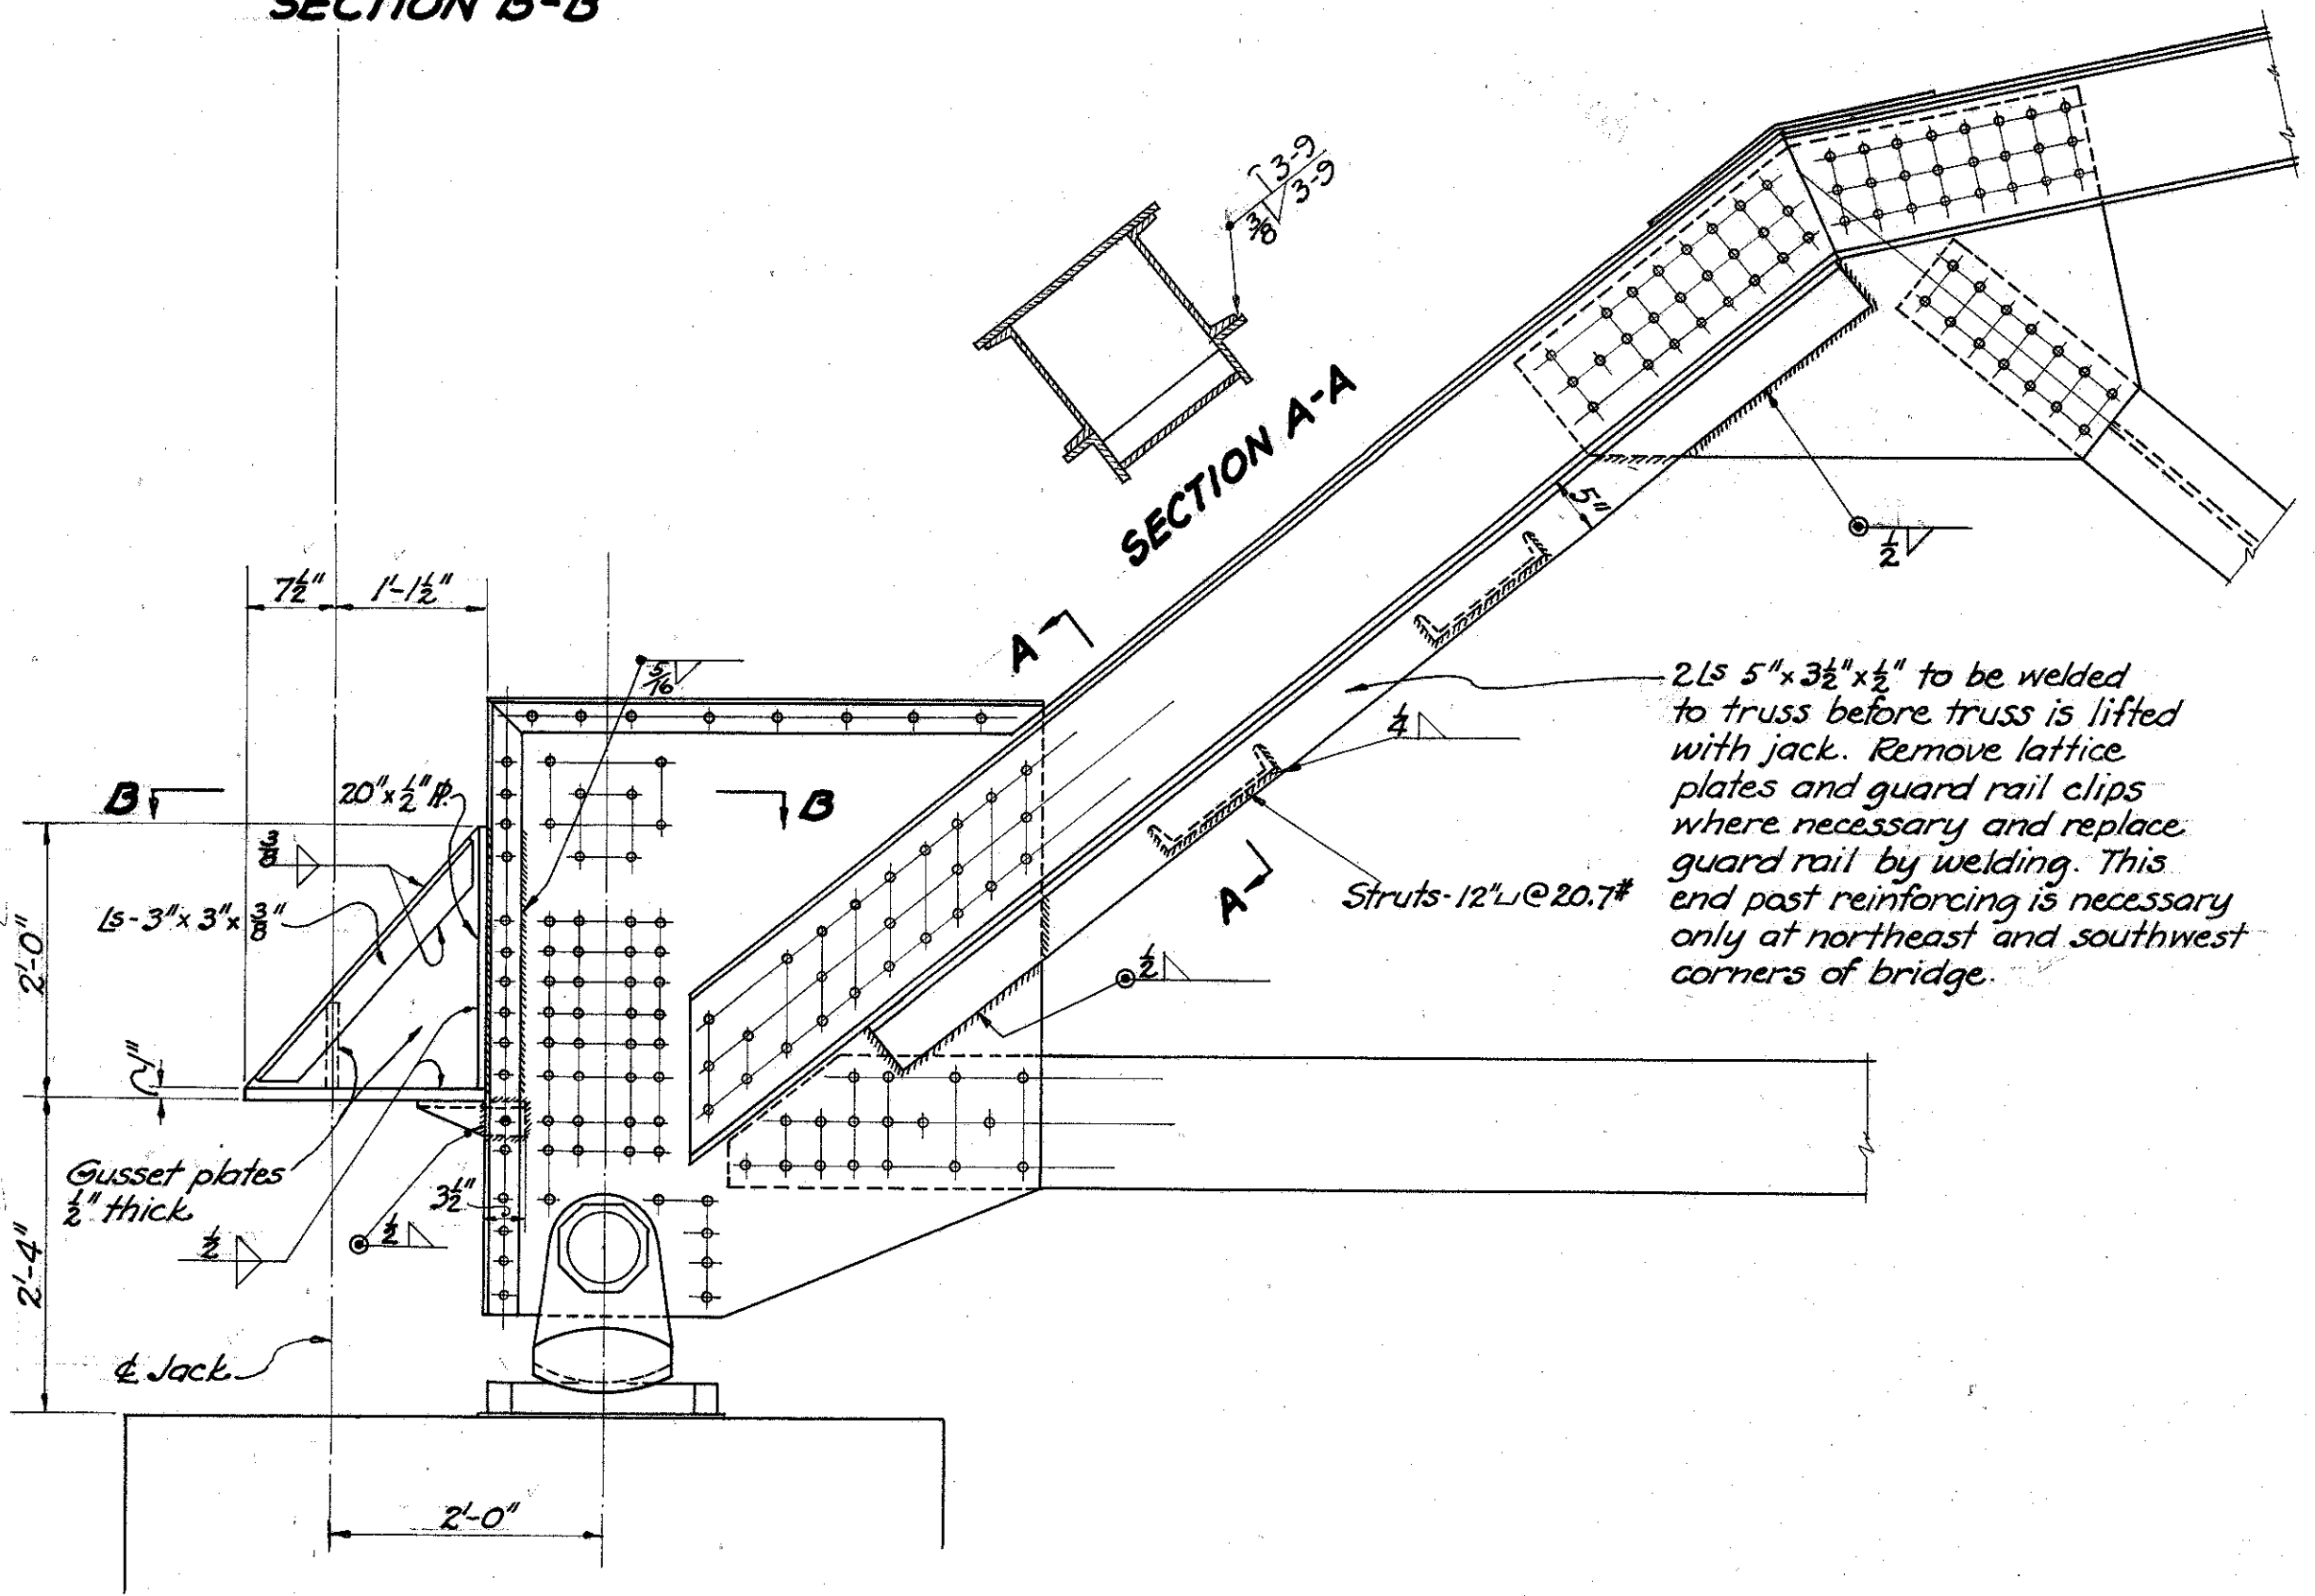 SECTION B-B
3-9
3/8 3-9
SECTION A-A
5"
1/2
7½" 1'-1½"
5/16
A
2 Ls 5"x3½"x½" to be welded
to truss before truss is lifted
with jack. Remove lattice
plates and guard rail clips
where necessary and replace
guard rail by welding. This
end post reinforcing is necessary
only at northeast and southwest
corners of bridge.
1/4
B
20"x½" PL.
B
3/8
Ls-3"x3"x3/8"
A
Struts-12"⊔@20.7#
2'-0"
1/2
1"
Gusset plates
½" thick
3½"
1/2
1/2
2'-4"
℄ Jack
2'-0"